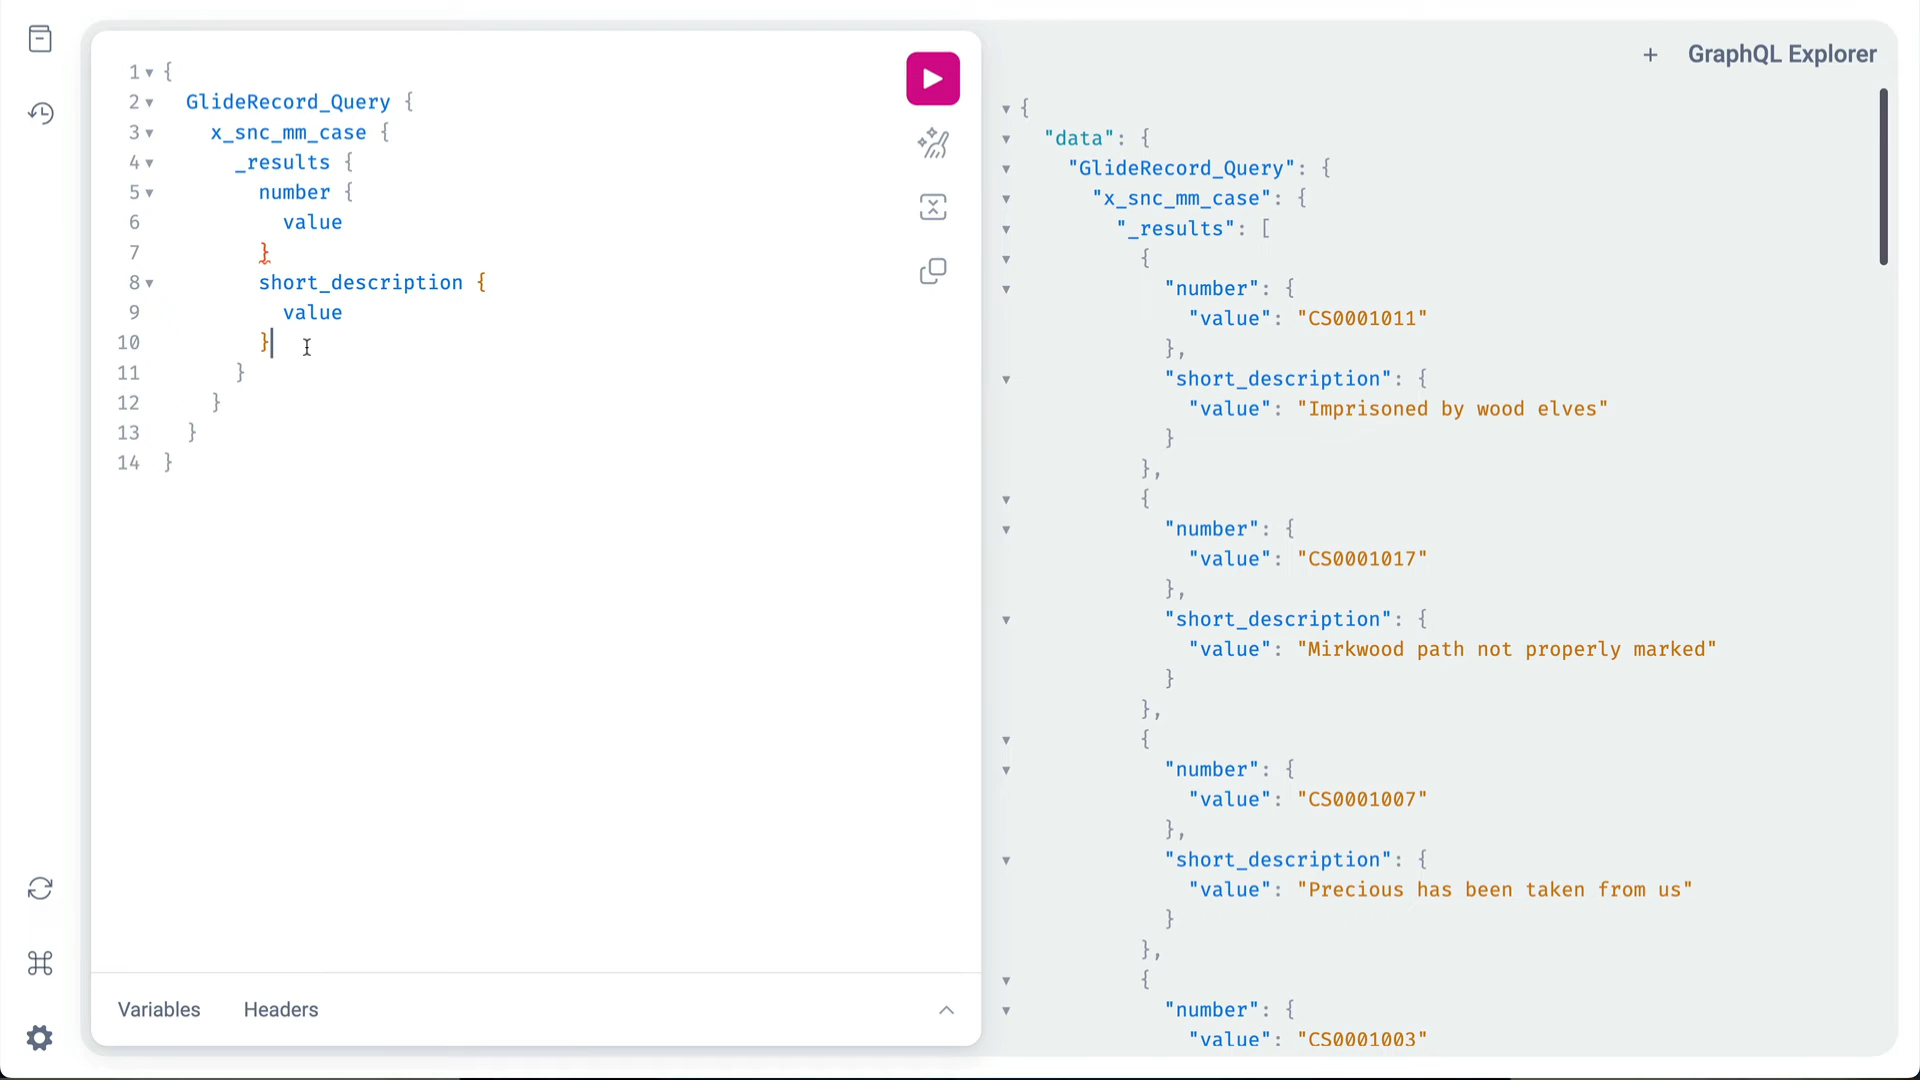 GraphQL Explorer
1 {
2 GlideRecord_Query {
3 x_snc_mm_case {
4 _results {
5 number {
6 value
7 }
8 short_description {
9 value
10 }
11 }
12 }
13 }
14 }
Variables Headers
{
"data": {
"GlideRecord_Query": {
"x_snc_mm_case": {
"_results": [
{
"number": {
"value": "CS0001011"
},
"short_description": {
"value": "Imprisoned by wood elves"
}
},
{
"number": {
"value": "CS0001017"
},
"short_description": {
"value": "Mirkwood path not properly marked"
}
},
{
"number": {
"value": "CS0001007"
},
"short_description": {
"value": "Precious has been taken from us"
}
},
{
"number": {
"value": "CS0001003"